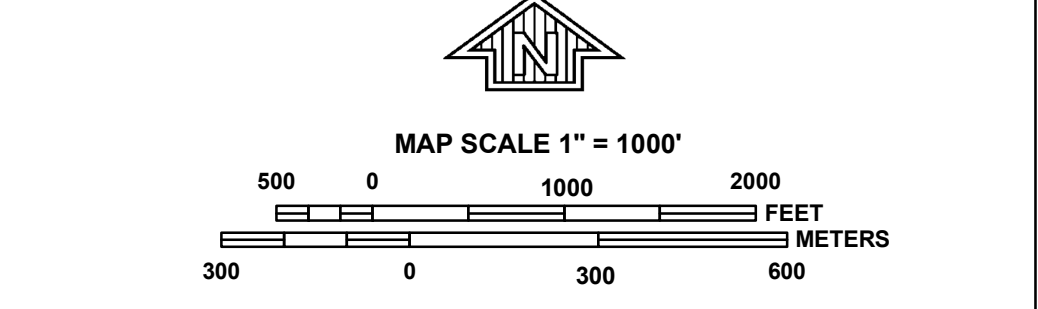 N
MAP SCALE 1" = 1000'
500 0 1000 2000
FEET
METERS
300 0 300 600